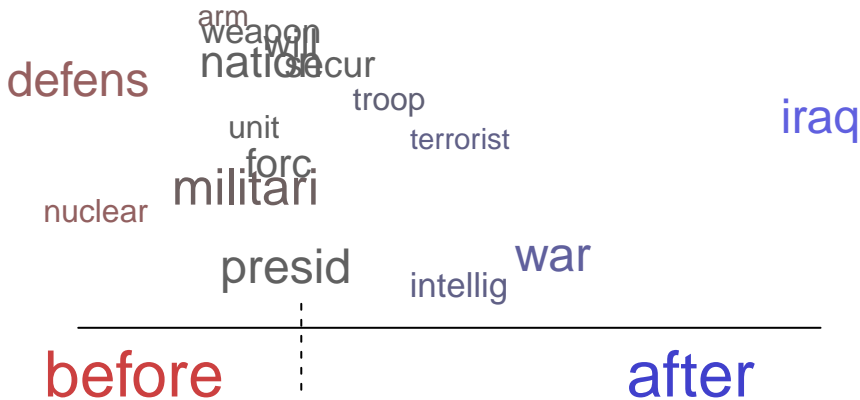 arm
weapon
will
nation secur
defens
troop
iraq
unit
terrorist
forc
militari
nuclear
war
presid
intellig
before after